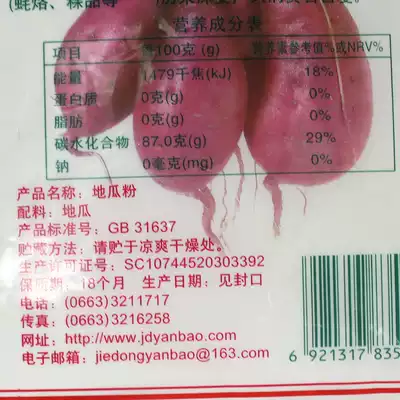 (蚝烙、粿品等
营养成分表
项目 每100克(g) 营养素参考值%或NRV%
能量 1479千焦(kJ) 18%
蛋白质 0克(g) 0%
脂肪 0克(g) 0%
碳水化合物 87.0克(g) 29%
钠 0毫克(mg) 0%
产品名称：地瓜粉
配料：地瓜
产品标准号：GB 31637
贮藏方法：请贮于凉爽干燥处。
生产许可证号：SC10744520303392
保质期：18个月 生产日期：见封口
电话：(0663)3211717
传真：(0663)3216258
网址：http://www.jdyanbao.com
电子邮箱：jiedongyanbao@163.com
6 921317 835